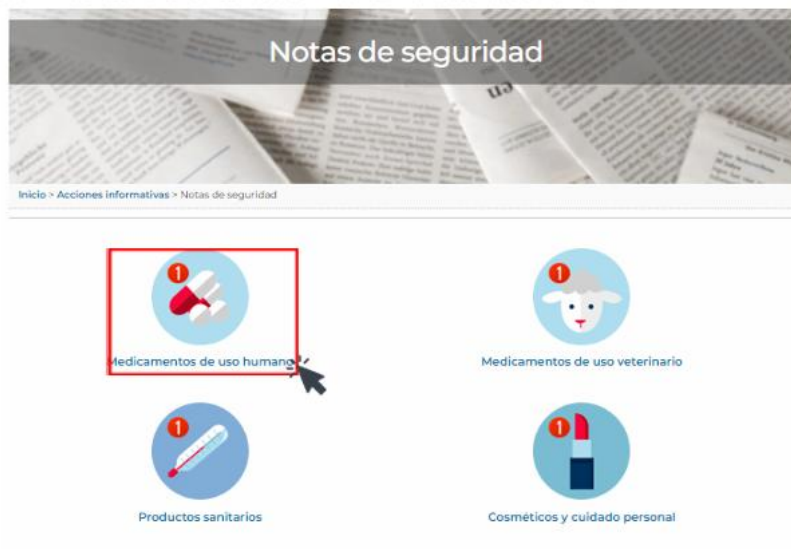 Notas de seguridad
Inicio > Acciones informativas > Notas de seguridad
1
1
Medicamentos de uso humano
Medicamentos de uso veterinario
1
1
Productos sanitarios
Cosméticos y cuidado personal